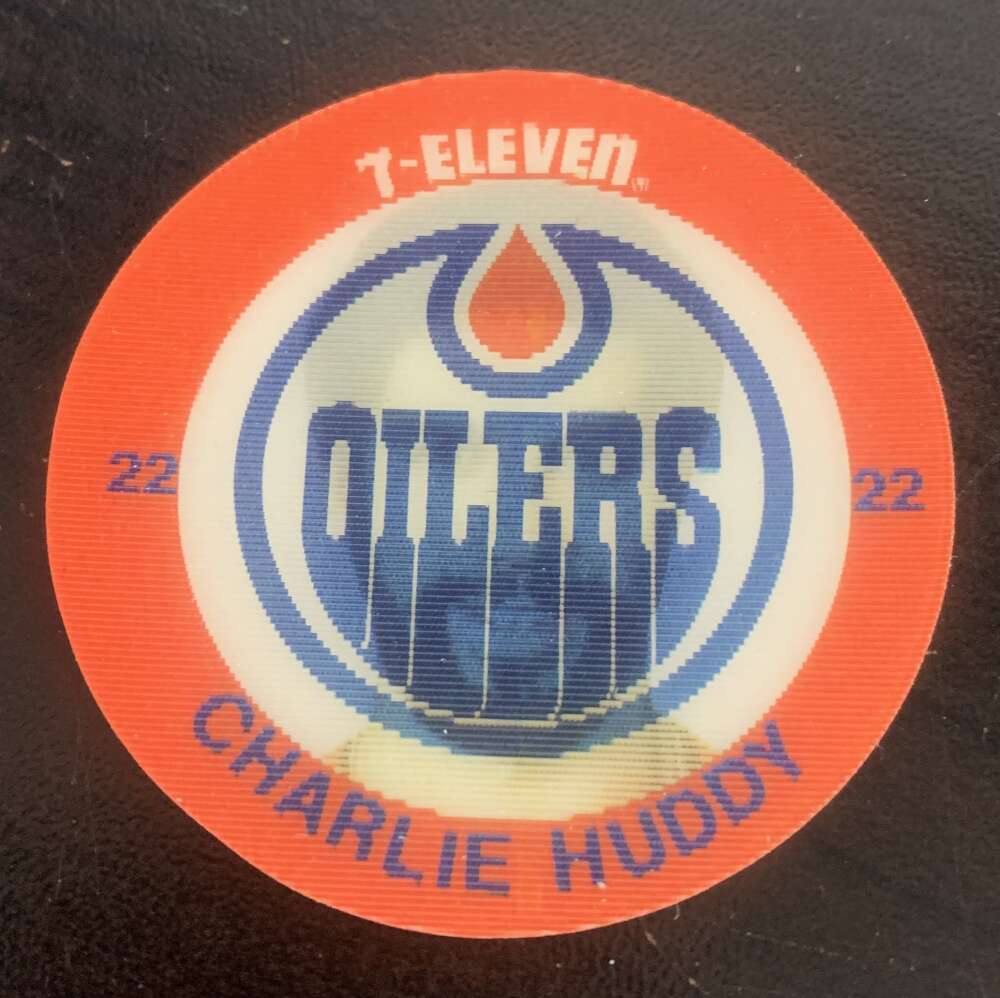 7-ELEVEn®
OILERS
22 22
CHARLIE HUDDY